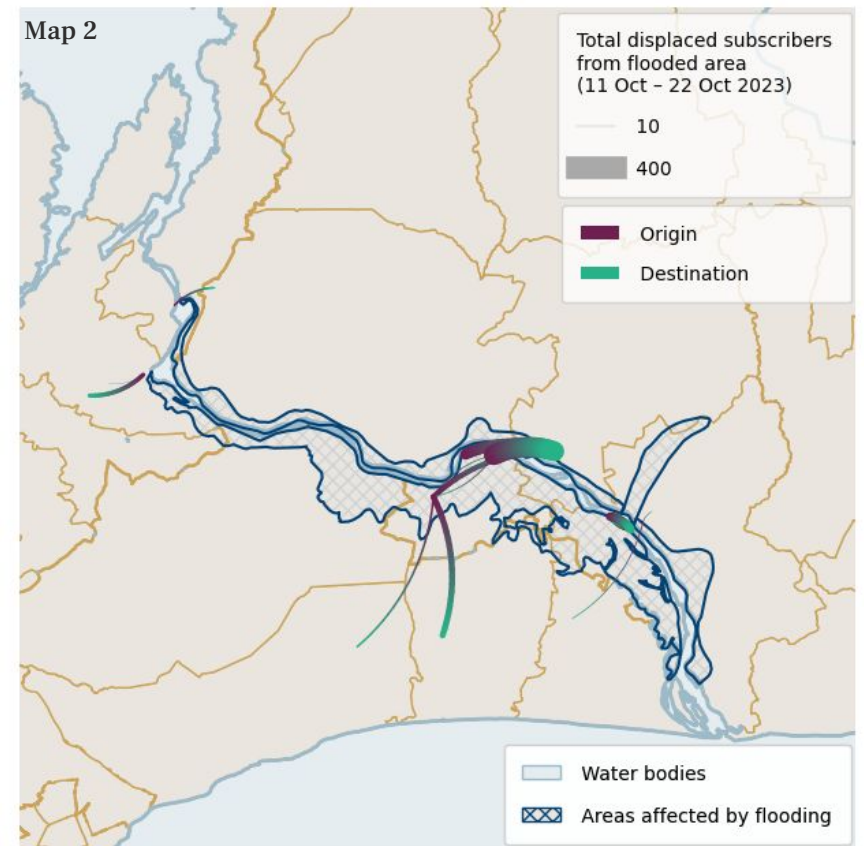 Map 2
Total displaced subscribers
from flooded area
(11 Oct – 22 Oct 2023)
10
400
Origin
Destination
Water bodies
Areas affected by flooding